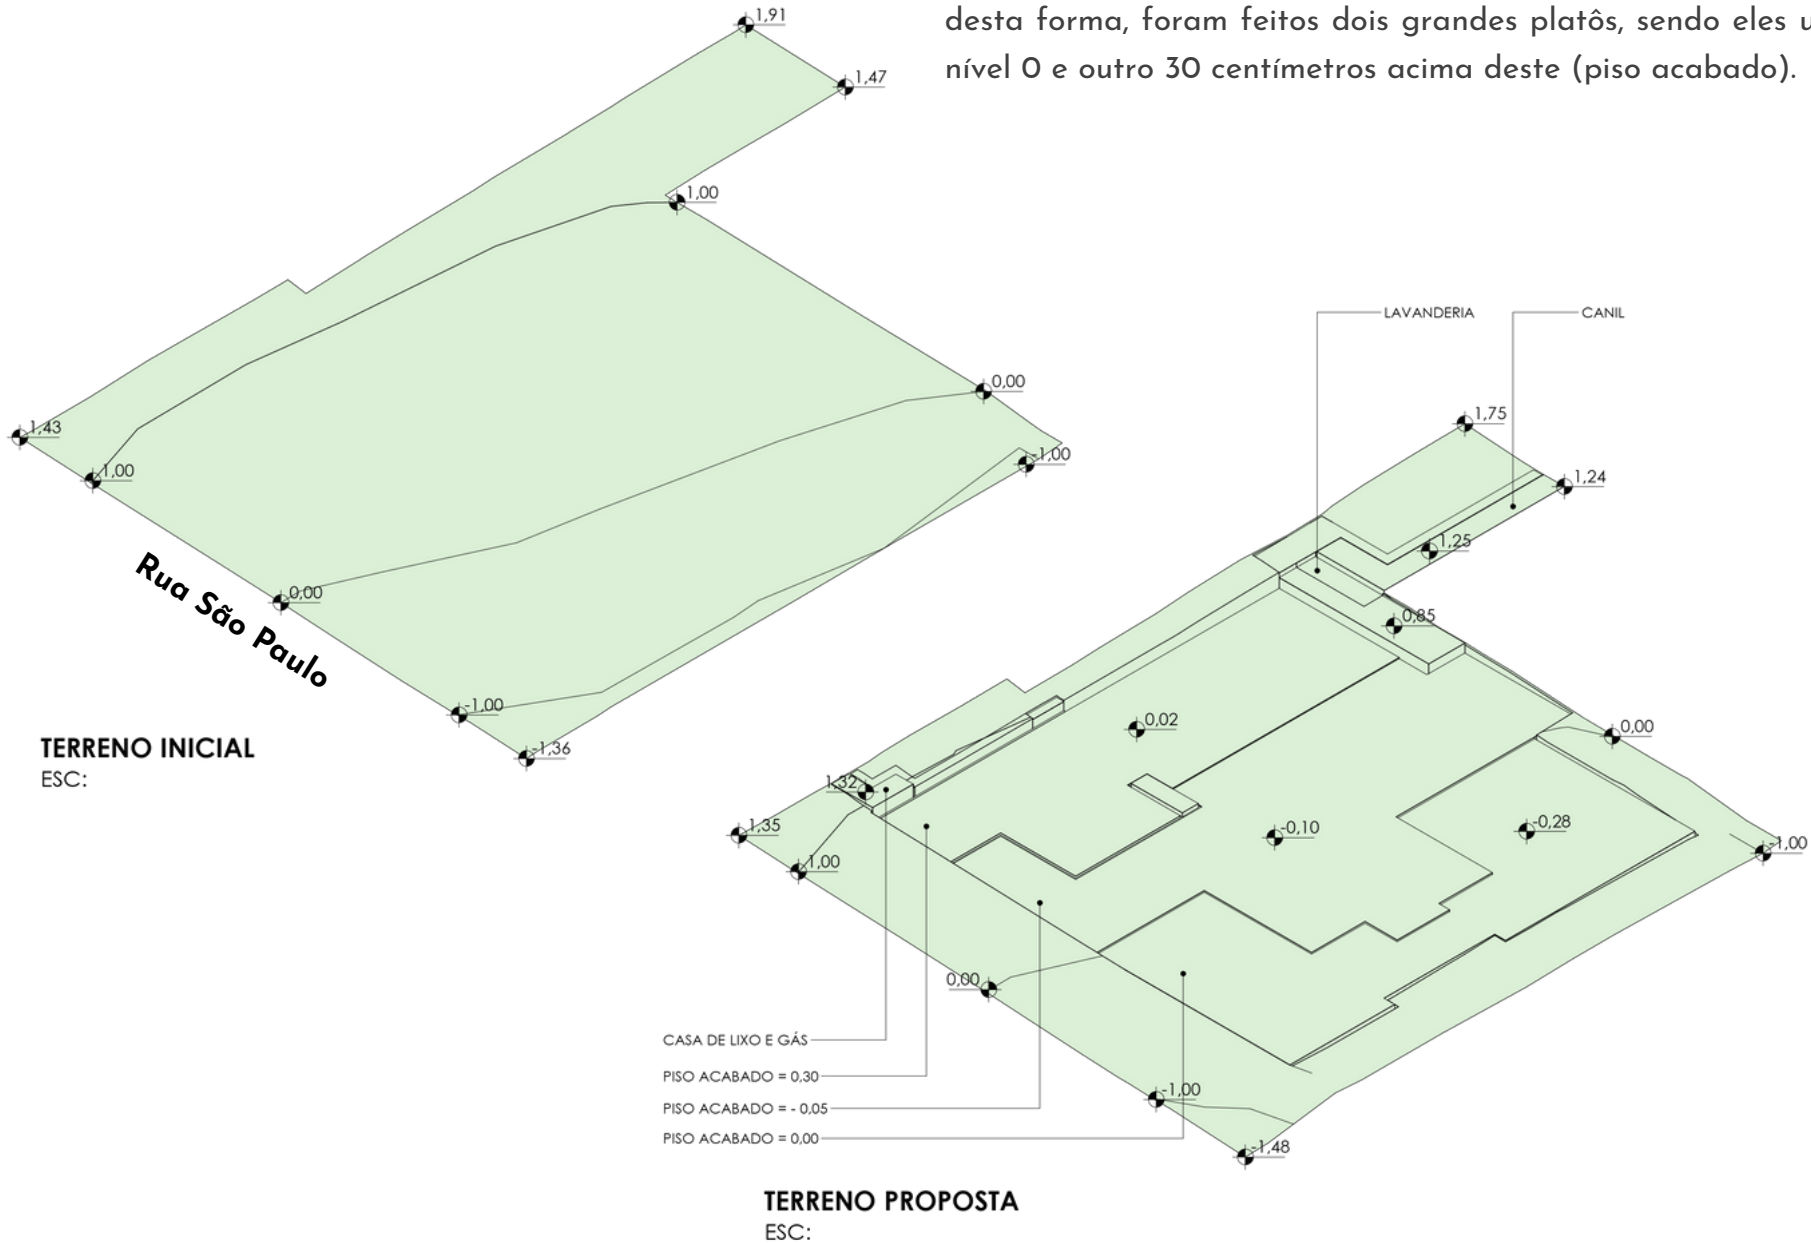 desta forma, foram feitos dois grandes platôs, sendo eles
nível 0 e outro 30 centímetros acima deste (piso acabado).
1,91
1,47
1,00
0,00
1,43
1,00
-1,00
0,00
-1,00
-1,36
Rua São Paulo
TERRENO INICIAL
ESC:
LAVANDERIA
CANIL
1,75
1,24
1,25
0,85
0,02
0,00
1,32
1,35
-0,10
-0,28
-1,00
1,00
0,00
CASA DE LIXO E GÁS
PISO ACABADO = 0,30
PISO ACABADO = - 0,05
PISO ACABADO = 0,00
-1,00
-1,48
TERRENO PROPOSTA
ESC: